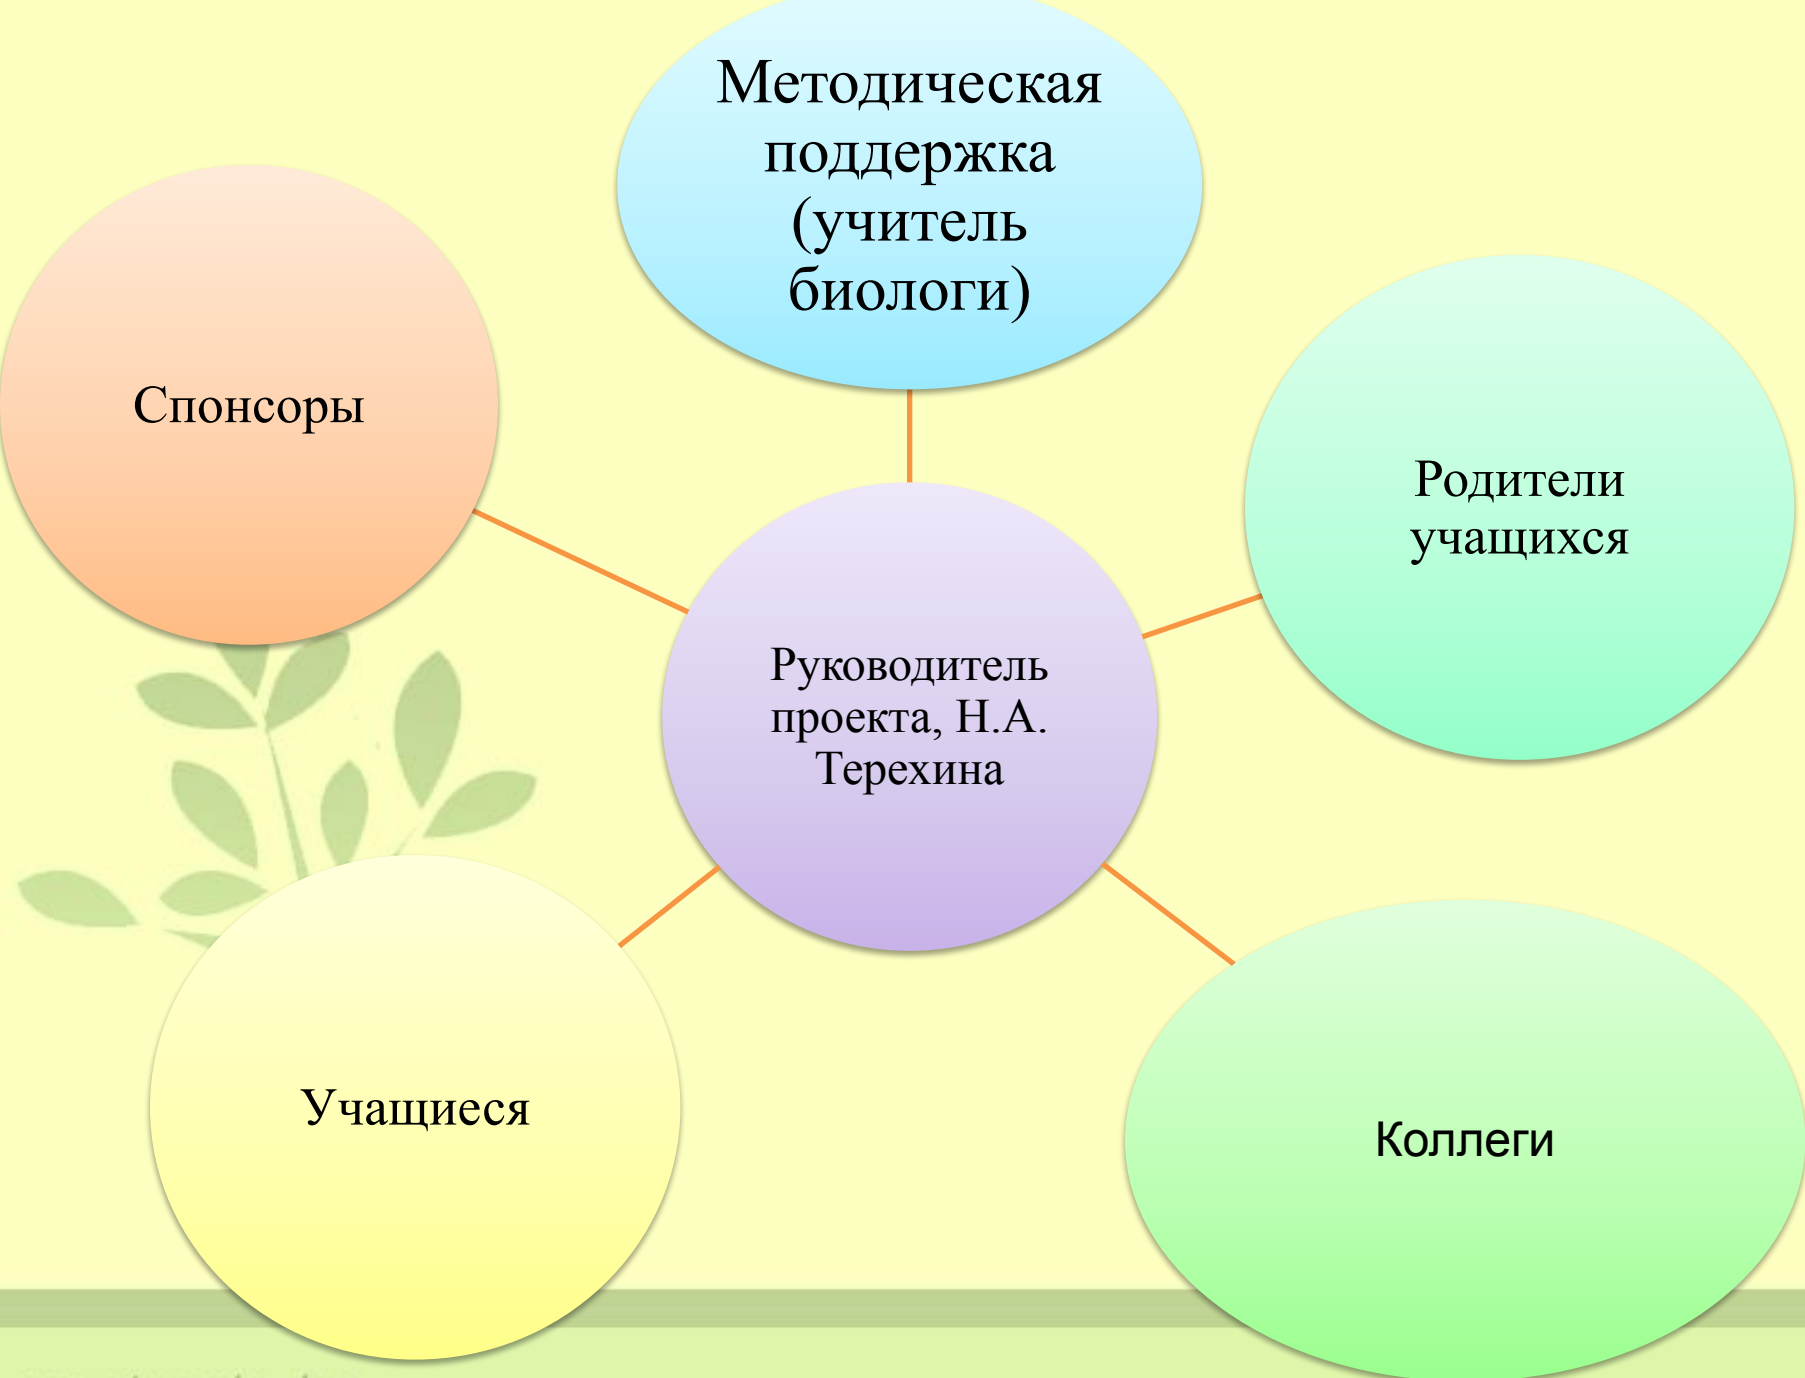 Методическая
поддержка
(учитель
биологи)
Спонсоры
Родители
учащихся
Руководитель
проекта, Н.А.
Терехина
Учащиеся
Коллеги